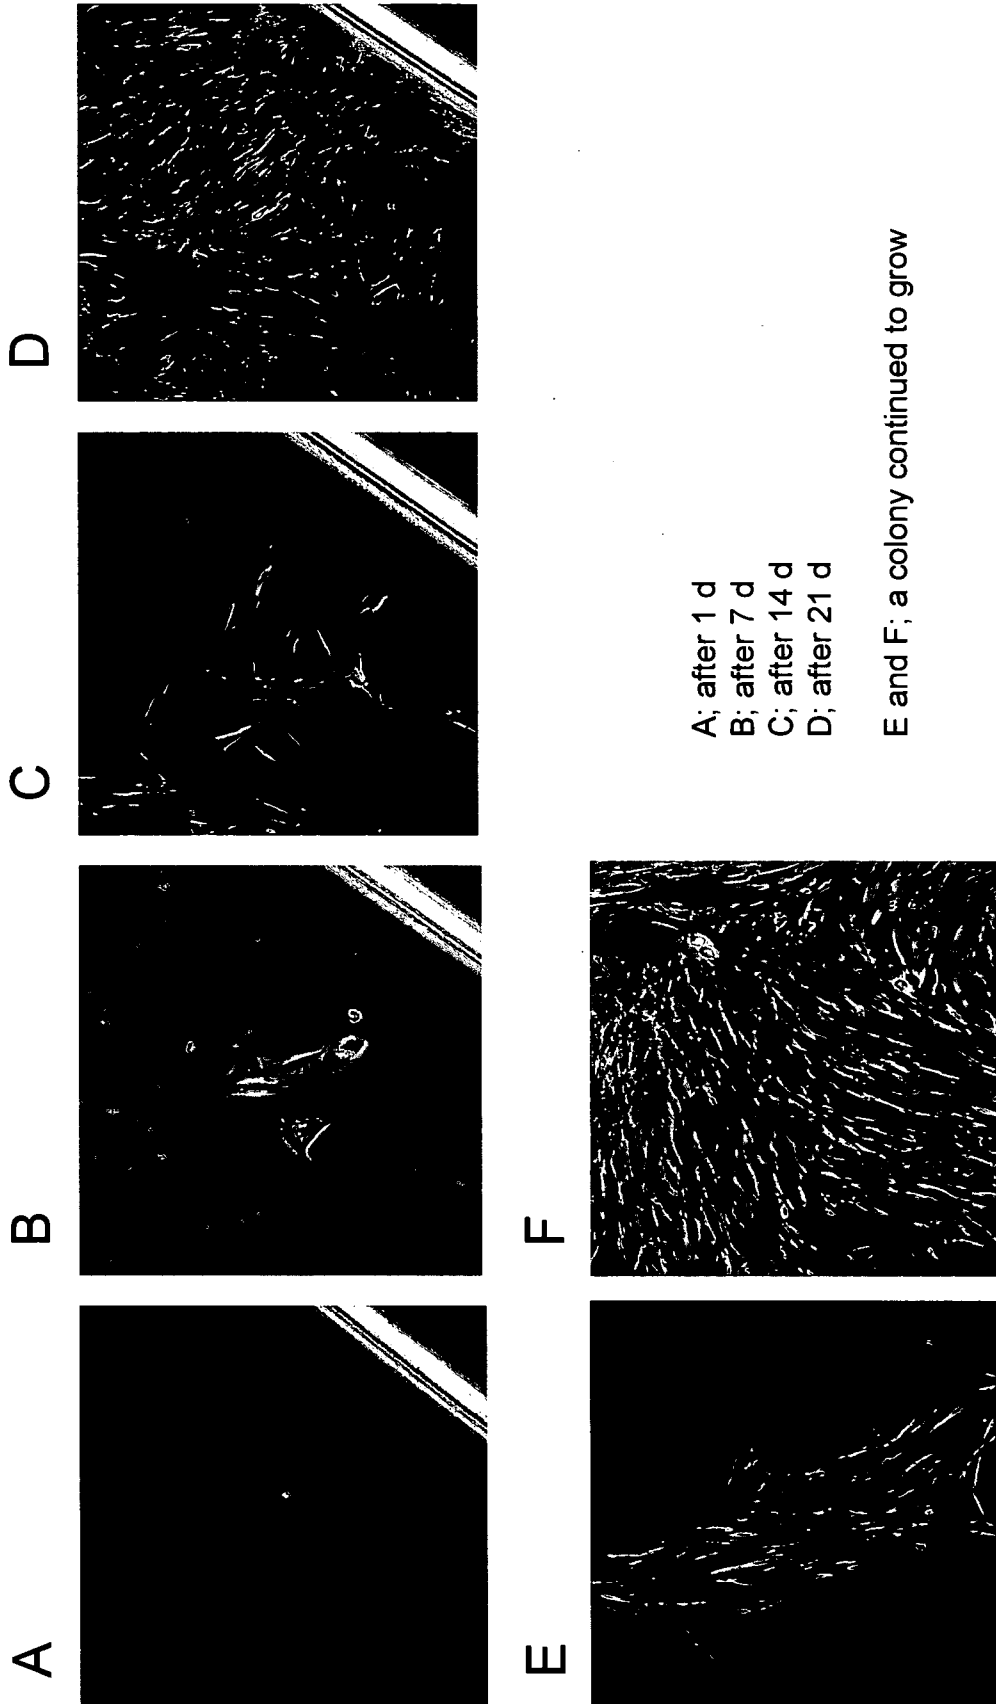 A
B
C
D
E
F
A; after 1 d
B; after 7 d
C; after 14 d
D; after 21 d
E and F; a colony continued to grow